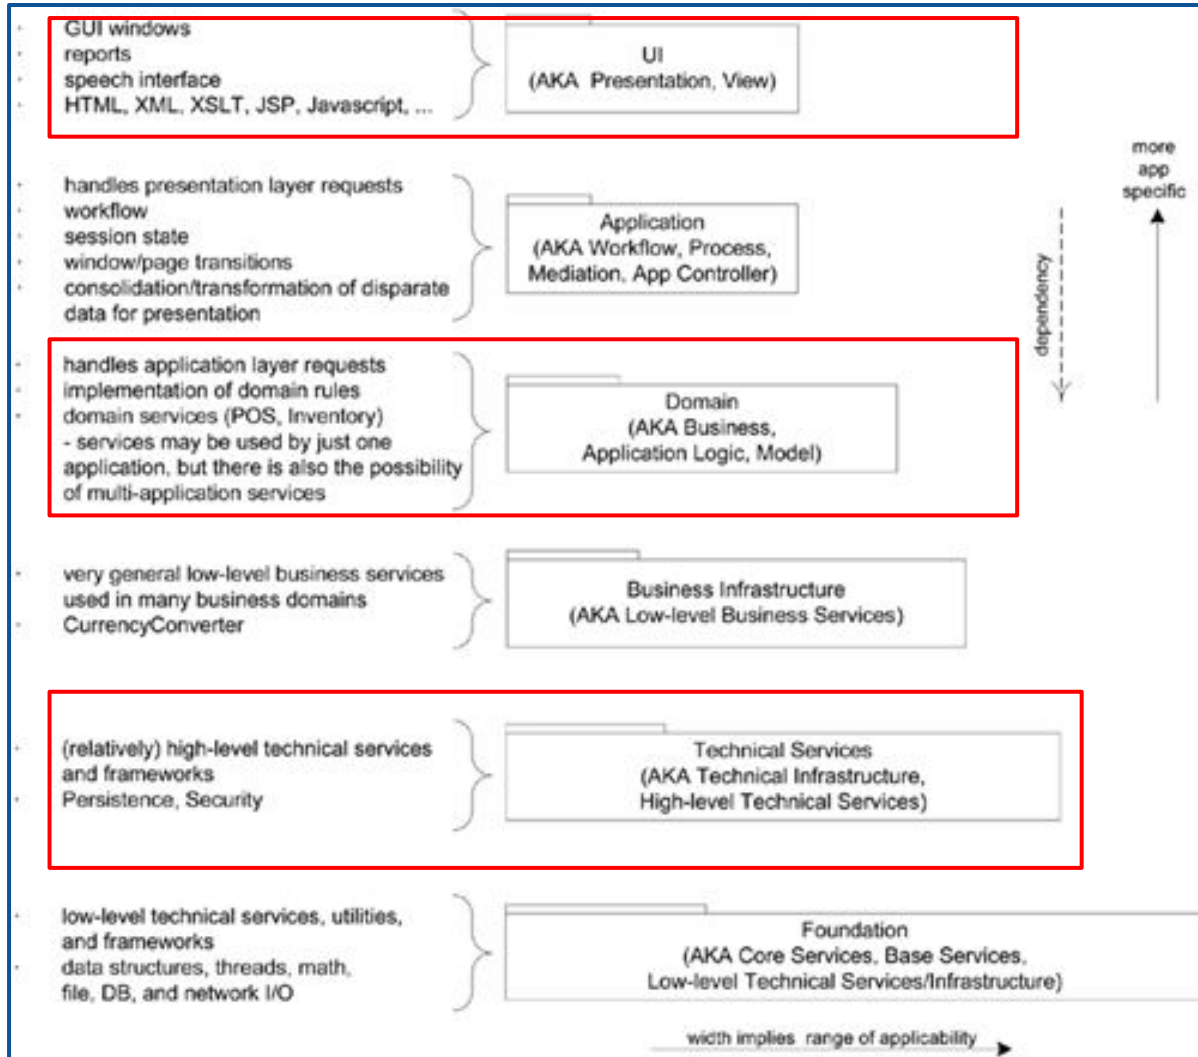 GUI windows
reports
speech interface
HTML, XML, XSLT, JSP, Javascript, ...
UI
(AKA Presentation, View)
more
app
specific
dependency
handles presentation layer requests
workflow
session state
window/page transitions
consolidation/transformation of disparate
data for presentation
Application
(AKA Workflow, Process,
Mediation, App Controller)
handles application layer requests
implementation of domain rules
domain services (POS, Inventory)
- services may be used by just one
application, but there is also the possibility
of multi-application services
Domain
(AKA Business,
Application Logic, Model)
very general low-level business services
used in many business domains
CurrencyConverter
Business Infrastructure
(AKA Low-level Business Services)
(relatively) high-level technical services
and frameworks
Persistence, Security
Technical Services
(AKA Technical Infrastructure,
High-level Technical Services)
low-level technical services, utilities,
and frameworks
data structures, threads, math,
file, DB, and network I/O
Foundation
(AKA Core Services, Base Services,
Low-level Technical Services/Infrastructure)
width implies range of applicability